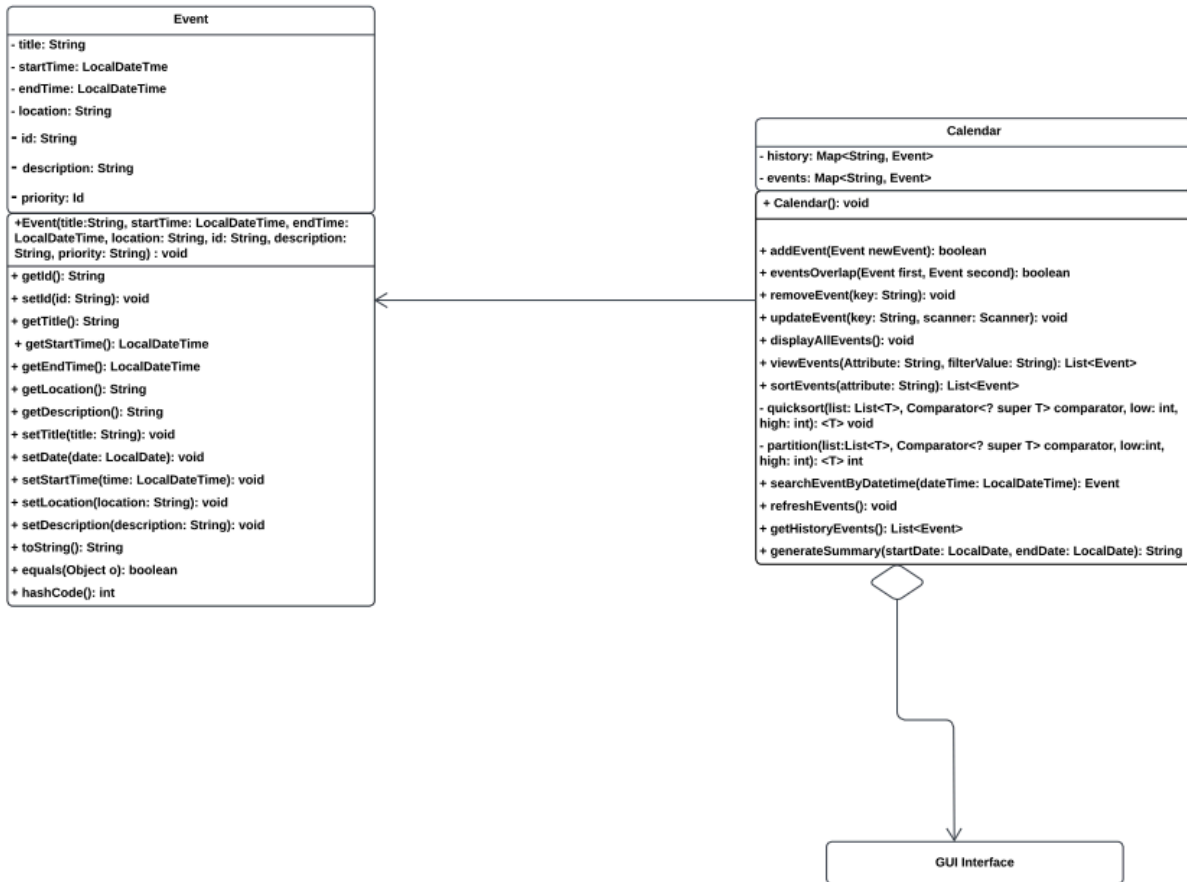 Event
- title: String
- startTime: LocalDateTme
- endTime: LocalDateTime
- location: String
- id: String
- description: String
- priority: Id
+Event(title:String, startTime: LocalDateTime, endTime:
LocalDateTime, location: String, id: String, description:
String, priority: String) : void
+ getId(): String
+ setId(id: String): void
+ getTitle(): String
+ getStartTime(): LocalDateTime
+ getEndTime(): LocalDateTime
+ getLocation(): String
+ getDescription(): String
+ setTitle(title: String): void
+ setDate(date: LocalDate): void
+ setStartTime(time: LocalDateTime): void
+ setLocation(location: String): void
+ setDescription(description: String): void
+ toString(): String
+ equals(Object o): boolean
+ hashCode(): int
Calendar
- history: Map<String, Event>
- events: Map<String, Event>
+ Calendar(): void
+ addEvent(Event newEvent): boolean
+ eventsOverlap(Event first, Event second): boolean
+ removeEvent(key: String): void
+ updateEvent(key: String, scanner: Scanner): void
+ displayAllEvents(): void
+ viewEvents(Attribute: String, filterValue: String): List<Event>
+ sortEvents(attribute: String): List<Event>
- quicksort(list: List<T>, Comparator<? super T> comparator, low: int,
high: int): <T> void
- partition(list:List<T>, Comparator<? super T> comparator, low:int,
high: int): <T> int
+ searchEventByDatetime(dateTime: LocalDateTime): Event
+ refreshEvents(): void
+ getHistoryEvents(): List<Event>
+ generateSummary(startDate: LocalDate, endDate: LocalDate): String
GUI Interface